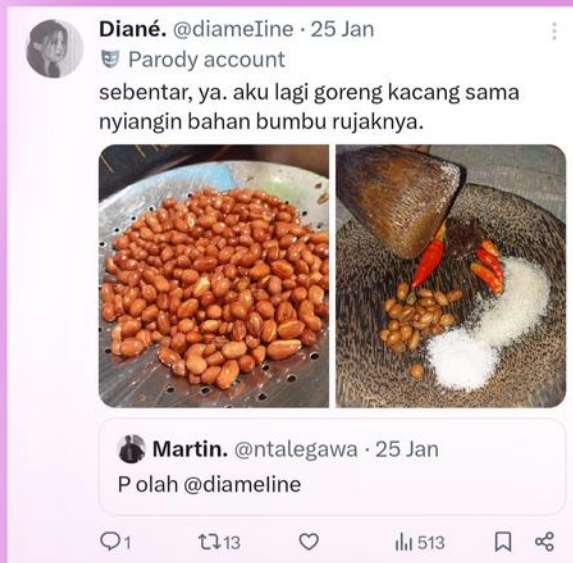 Diané. @diameIine · 25 Jan
Parody account
sebentar, ya. aku lagi goreng kacang sama
nyiangin bahan bumbu rujaknya.
Martin. @ntalegawa · 25 Jan
P olah @diameline
1 13 513